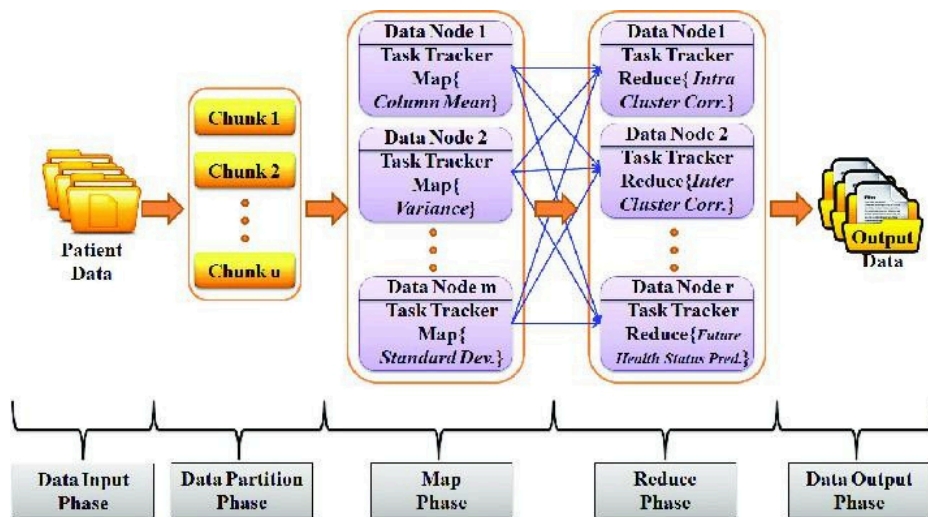 Patient
Data
Chunk 1
Chunk 2
Chunk u
Data Node 1
Task Tracker
Map{
Column Mean}
Data Node 2
Task Tracker
Map{
Variance}
Data Node m
Task Tracker
Map{
Standard Dev.}
Data Node1
Task Tracker
Reduce{ Intra
Cluster Corr.}
Data Node 2
Task Tracker
Reduce{Inter
Cluster Corr.}
Data Node r
Task Tracker
Reduce{Future
Health Status Pred.}
Output
Data
Data Input
Phase
Data Partition
Phase
Map
Phase
Reduce
Phase
Data Output
Phase